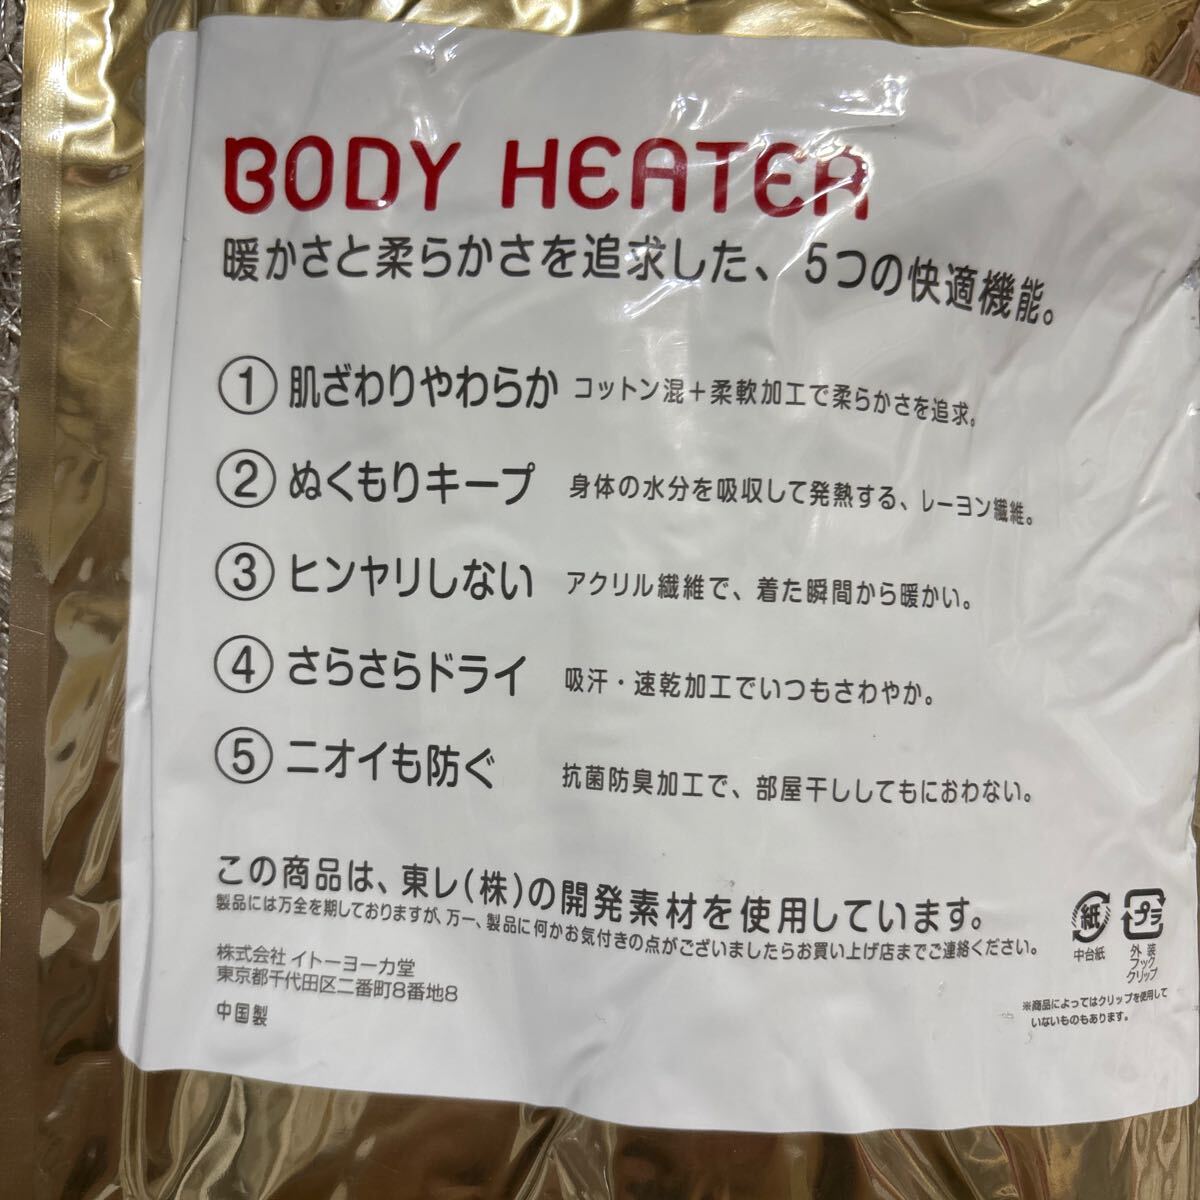 BODY HEATER
暖かさと柔らかさを追求した、5つの快適機能。
① 肌ざわりやわらか コットン混+柔軟加工で柔らかさを追求。
② ぬくもりキープ 身体の水分を吸収して発熱する、レーヨン繊維。
③ ヒンヤリしない アクリル繊維で、着た瞬間から暖かい。
④ さらさらドライ 吸汗・速乾加工でいつもさわやか。
⑤ ニオイも防ぐ 抗菌防臭加工で、部屋干ししてもにおわない。
この商品は、東レ(株)の開発素材を使用しています。
製品には万全を期しておりますが、万一、製品に何かお気付きの点がございましたらお買い上げ店までご連絡ください。
株式会社 イトーヨーカ堂
東京都千代田区二番町8番地8
中国製
紙
中台紙
プラ
外装
フック
クリップ
※商品によってはクリップを使用して
いないものもあります。